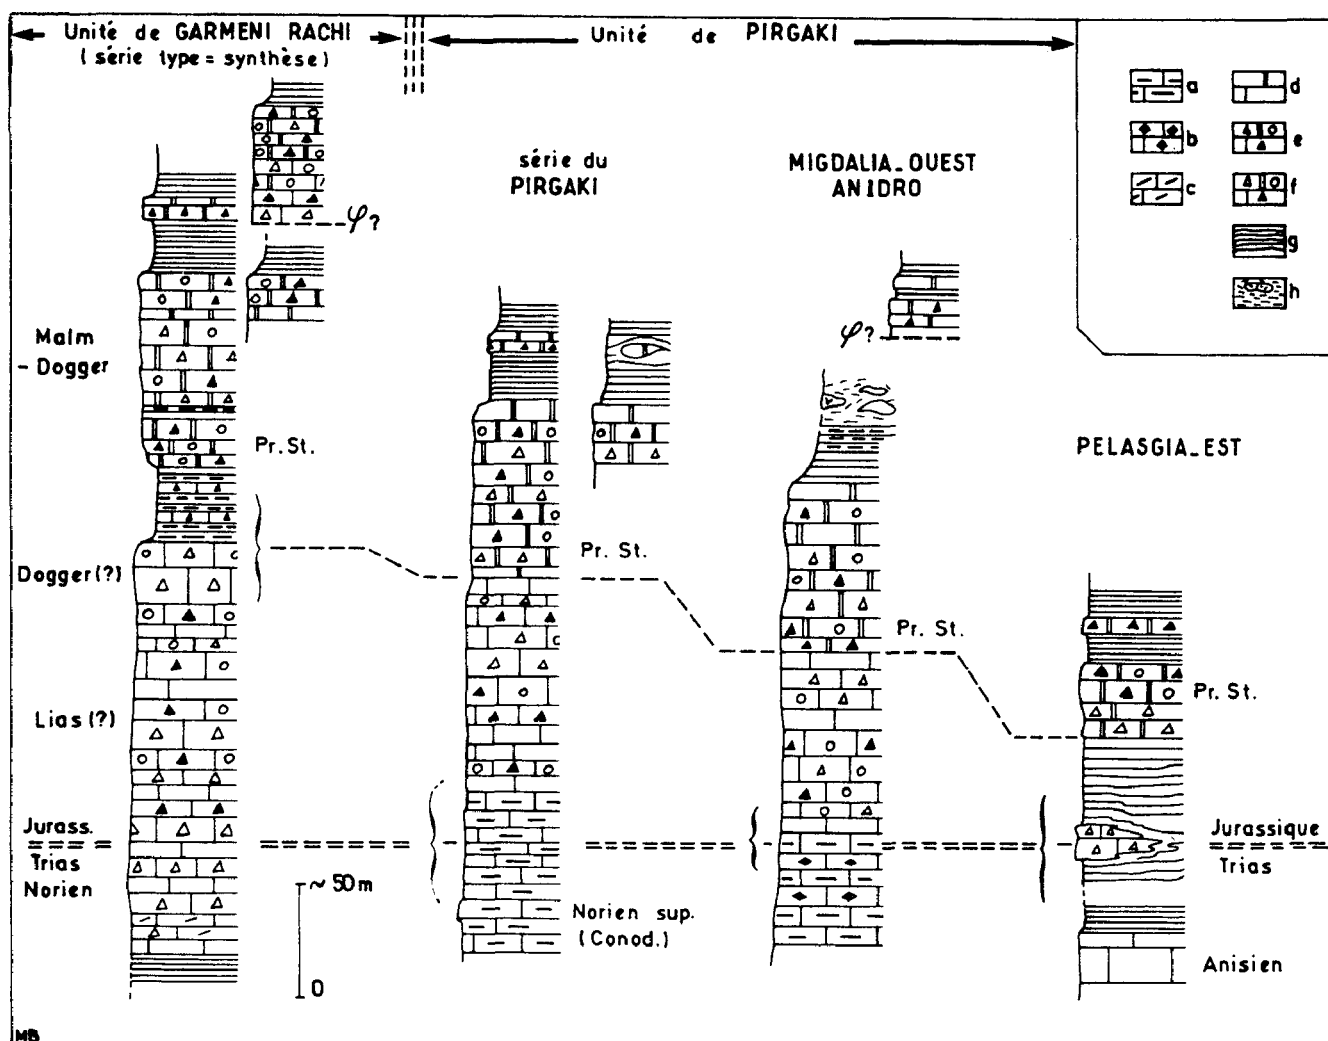 Unité de GARMENI RACHI
(série type = synthèse)
Unité de PIRGAKI
a
b
c
d
e
f
g
h
série du
PIRGAKI
MIGDALIA_OUEST
ANIDRO
PELASGIA_EST
φ?
φ?
Malm
- Dogger
Pr. St.
Pr. St.
Pr. St.
Pr. St.
Dogger (?)
Lias (?)
Jurass.
Trias
Norien
~ 50m
0
Norien sup.
(Conod.)
Jurassique
Trias
Anisien
MB